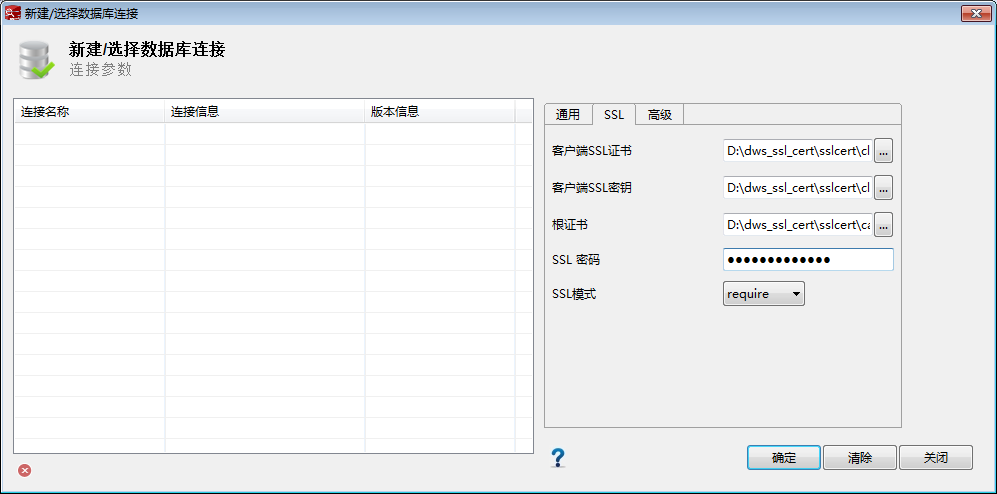 新建/选择数据库连接
新建/选择数据库连接
连接参数
连接名称 连接信息 版本信息
通用 SSL 高级
客户端SSL证书 D:\dws_ssl_cert\sslcert\cl ...
客户端SSL密钥 D:\dws_ssl_cert\sslcert\cl ...
根证书 D:\dws_ssl_cert\sslcert\ca ...
SSL 密码 ●●●●●●●●●●●●●
SSL模式 require
? 确定 清除 关闭